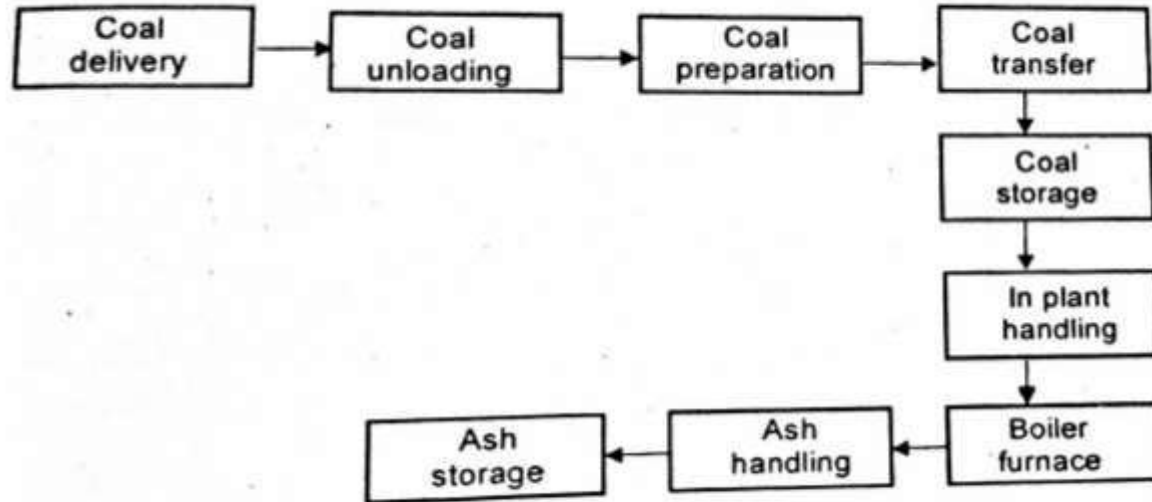 Coal
delivery
Coal
unloading
Coal
preparation
Coal
transfer
Coal
storage
In plant
handling
Boiler
furnace
Ash
handling
Ash
storage